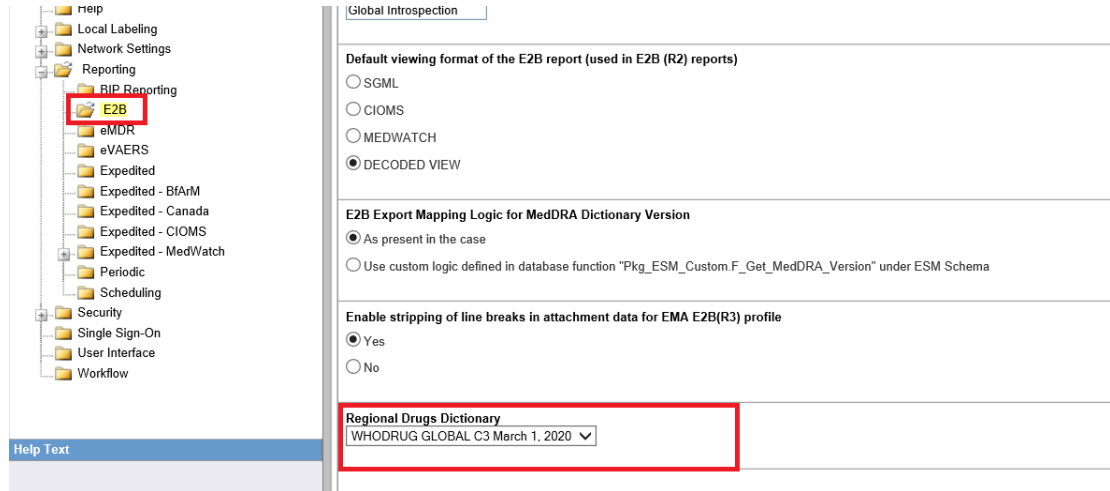 Help
Local Labeling
Network Settings
Reporting
BIP Reporting
E2B
eMDR
eVAERS
Expedited
Expedited - BfArM
Expedited - Canada
Expedited - CIOMS
Expedited - MedWatch
Periodic
Scheduling
Security
Single Sign-On
User Interface
Workflow
Help Text
Global Introspection
Default viewing format of the E2B report (used in E2B (R2) reports)
SGML
CIOMS
MEDWATCH
DECODED VIEW
E2B Export Mapping Logic for MedDRA Dictionary Version
As present in the case
Use custom logic defined in database function "Pkg_ESM_Custom.F_Get_MedDRA_Version" under ESM Schema
Enable stripping of line breaks in attachment data for EMA E2B(R3) profile
Yes
No
Regional Drugs Dictionary
WHODRUG GLOBAL C3 March 1, 2020